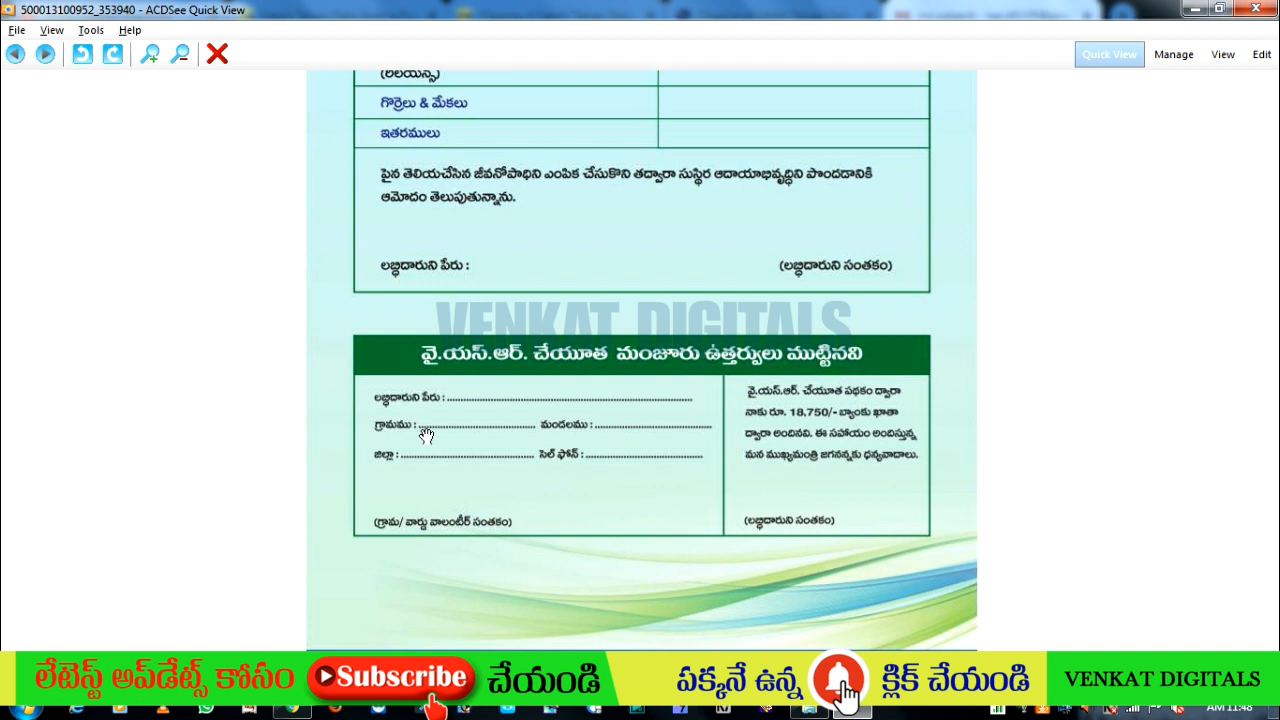 500013100952_353940 - ACDSee Quick View
File View Tools Help
Quick View Manage View Edit
గొర్రెలు & మేకలు
ఇతరములు
పైన తెలియచేసిన జీవనోపాధిని ఎంపిక చేసుకొని తద్వారా సుస్థిర ఆదాయాభివృద్ధిని పొందడానికి
ఆమోదం తెలుపుతున్నాను.
లబ్ధిదారుని పేరు : (లబ్ధిదారుని సంతకం)
VENKAT DIGITALS
వై.యస్.ఆర్. చేయూత మంజూరు ఉత్తర్వులు ముట్టినవి
లబ్ధిదారుని పేరు : ........................................................................
గ్రామము : .................................. మండలము : ..................................
జిల్లా : ....................................... సెల్ ఫోన్ : ..................................
(గ్రామ/ వార్డు వాలంటీర్ సంతకం)
వై.యస్.ఆర్. చేయూత పథకం ద్వారా
నాకు రూ. 18,750/- బ్యాంకు ఖాతా
ద్వారా అందినవి. ఈ సహాయం అందిస్తున్న
మన ముఖ్యమంత్రి జగనన్నకు ధన్యవాదాలు.
(లబ్ధిదారుని సంతకం)
లేటెస్ట్ అప్‌డేట్స్ కోసం Subscribe చేయండి పక్కనే ఉన్న క్లిక్ చేయండి VENKAT DIGITALS
AM 11:48